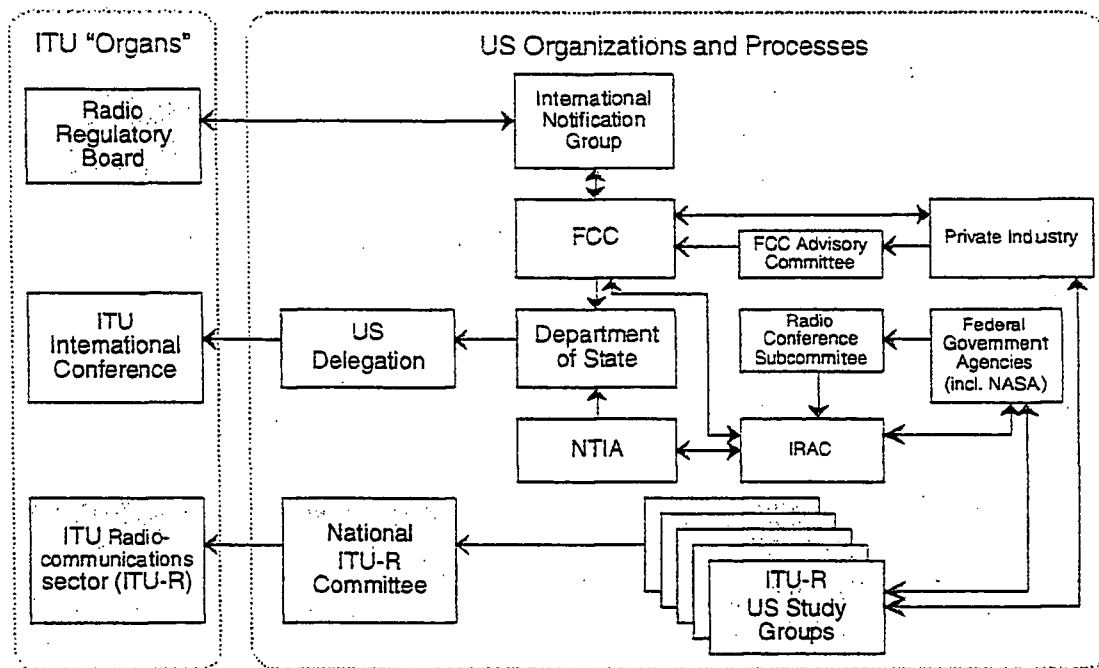 ITU “Organs”
US Organizations and Processes
Radio
Regulatory
Board
International
Notification
Group
FCC
FCC Advisory
Committee
Private Industry
ITU
International
Conference
US
Delegation
Department
of State
Radio
Conference
Subcommitee
Federal
Government
Agencies
(incl. NASA)
NTIA
IRAC
ITU Radio-
communications
sector (ITU-R)
National
ITU-R
Committee
ITU-R
US Study
Groups